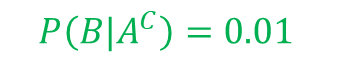 P(B|A^C) = 0.01